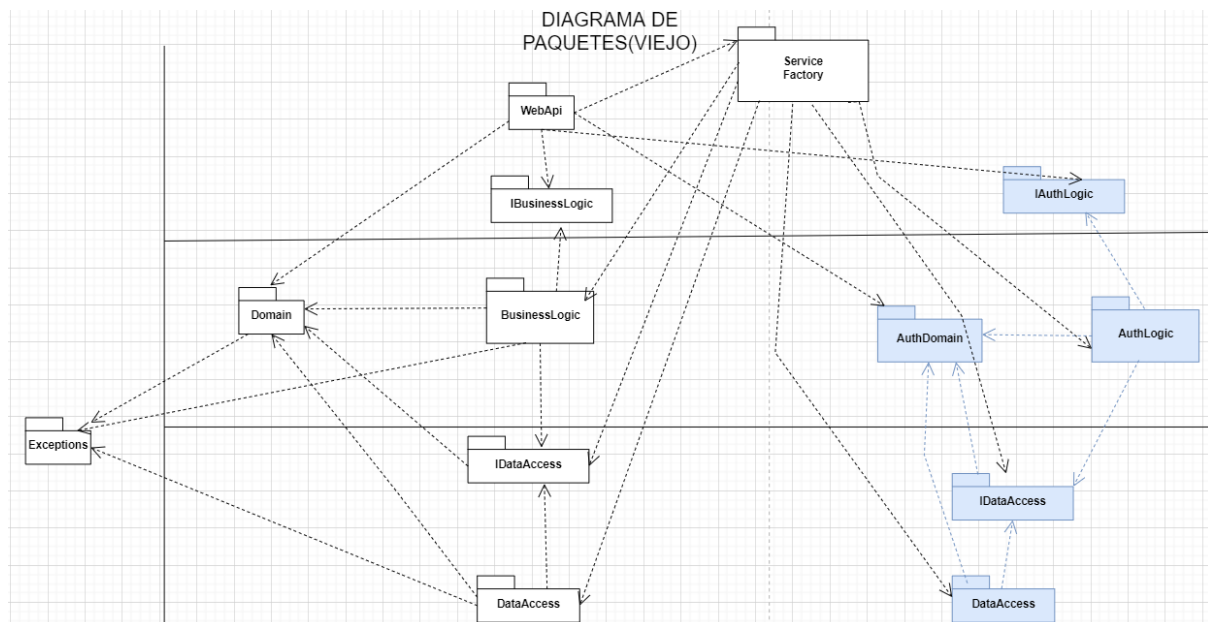 DIAGRAMA DE
PAQUETES(VIEJO)
Service
Factory
WebApi
IBusinessLogic
IAuthLogic
Domain
BusinessLogic
AuthDomain
AuthLogic
Exceptions
IDataAccess
IDataAccess
DataAccess
DataAccess